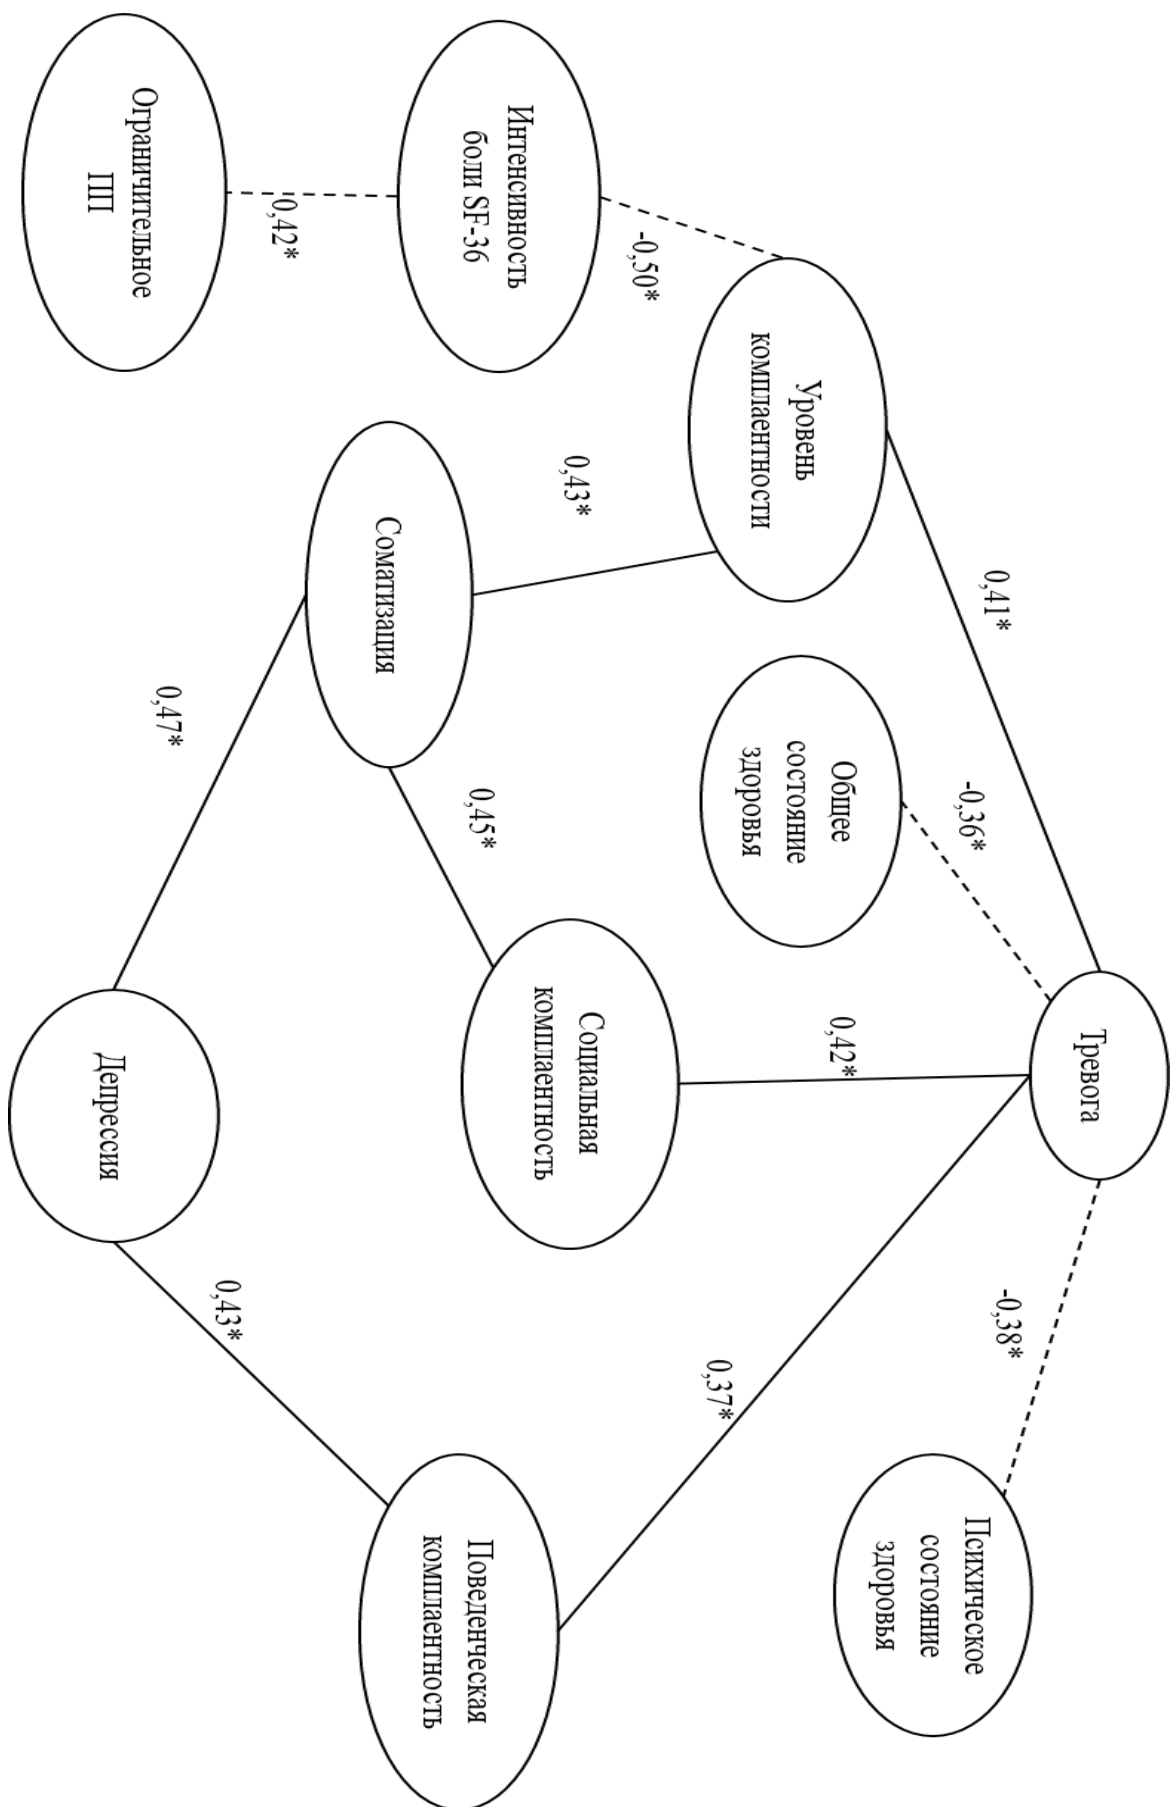 Тревога
0,41*
-0,38*
-0,36*
Психическое
состояние
здоровья
Уровень
комплаентности
Общее
состояние
здоровья
0,42*
0,37*
-0,50*
0,43*
Социальная
комплаентность
Интенсивность
боли SF-36
0,45*
Поведенческая
комплаентность
Соматизация
-0,42*
0,43*
0,47*
Ограничительное
ПП
Депрессия